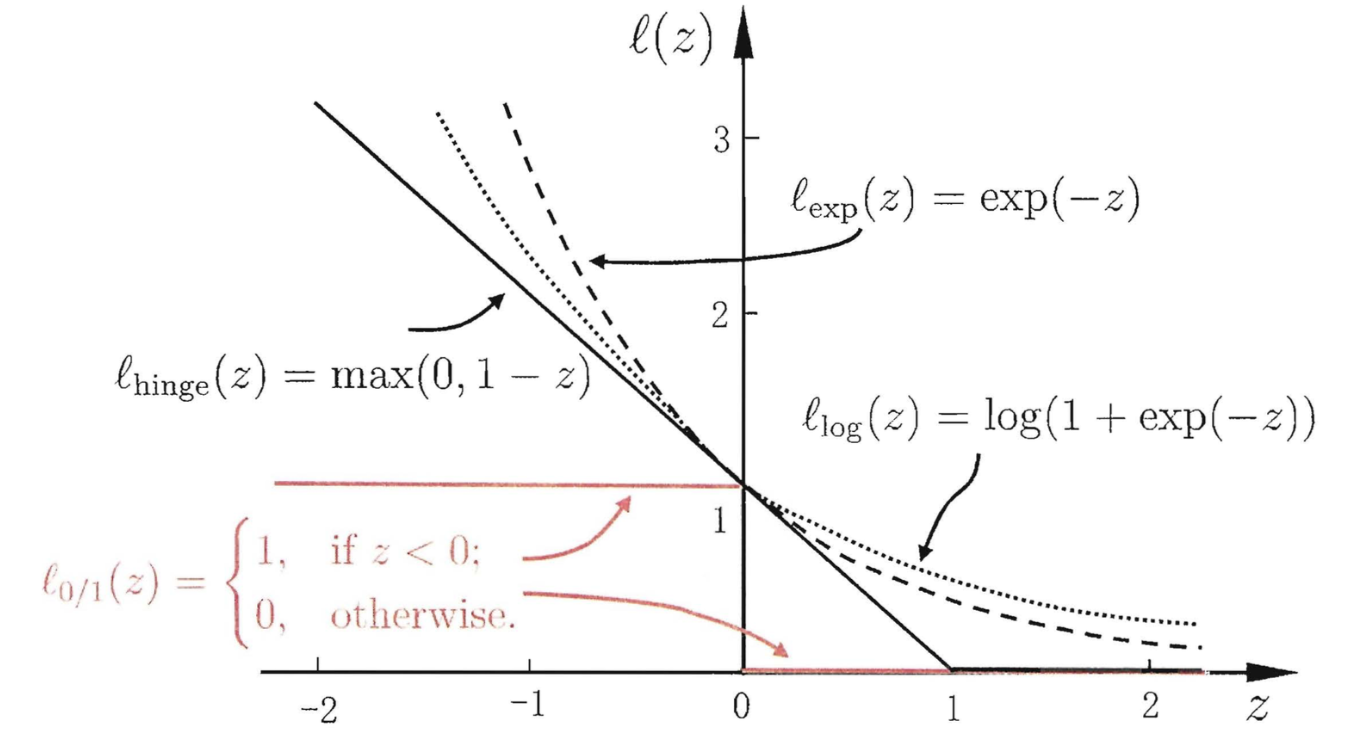 ℓ(z)
3
ℓ_exp(z) = exp(−z)
2
ℓ_hinge(z) = max(0, 1 − z)
ℓ_log(z) = log(1 + exp(−z))
1
ℓ_0/1(z) = { 1, if z < 0;
0, otherwise.
−2 −1 0 1 2 z